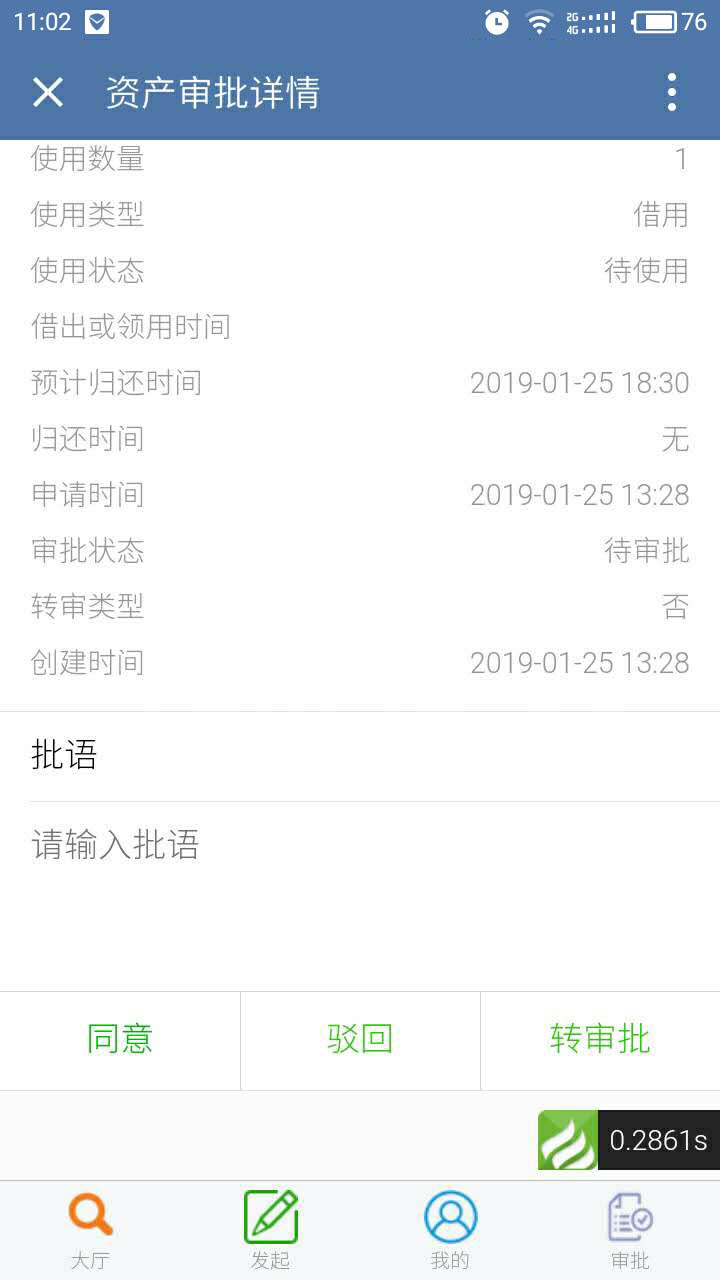 11:02 2G 4G 76
资产审批详情
使用数量 1
使用类型 借用
使用状态 待使用
借出或领用时间
预计归还时间 2019-01-25 18:30
归还时间 无
申请时间 2019-01-25 13:28
审批状态 待审批
转审类型 否
创建时间 2019-01-25 13:28
批语
请输入批语
同意 驳回 转审批
0.2861s
大厅 发起 我的 审批